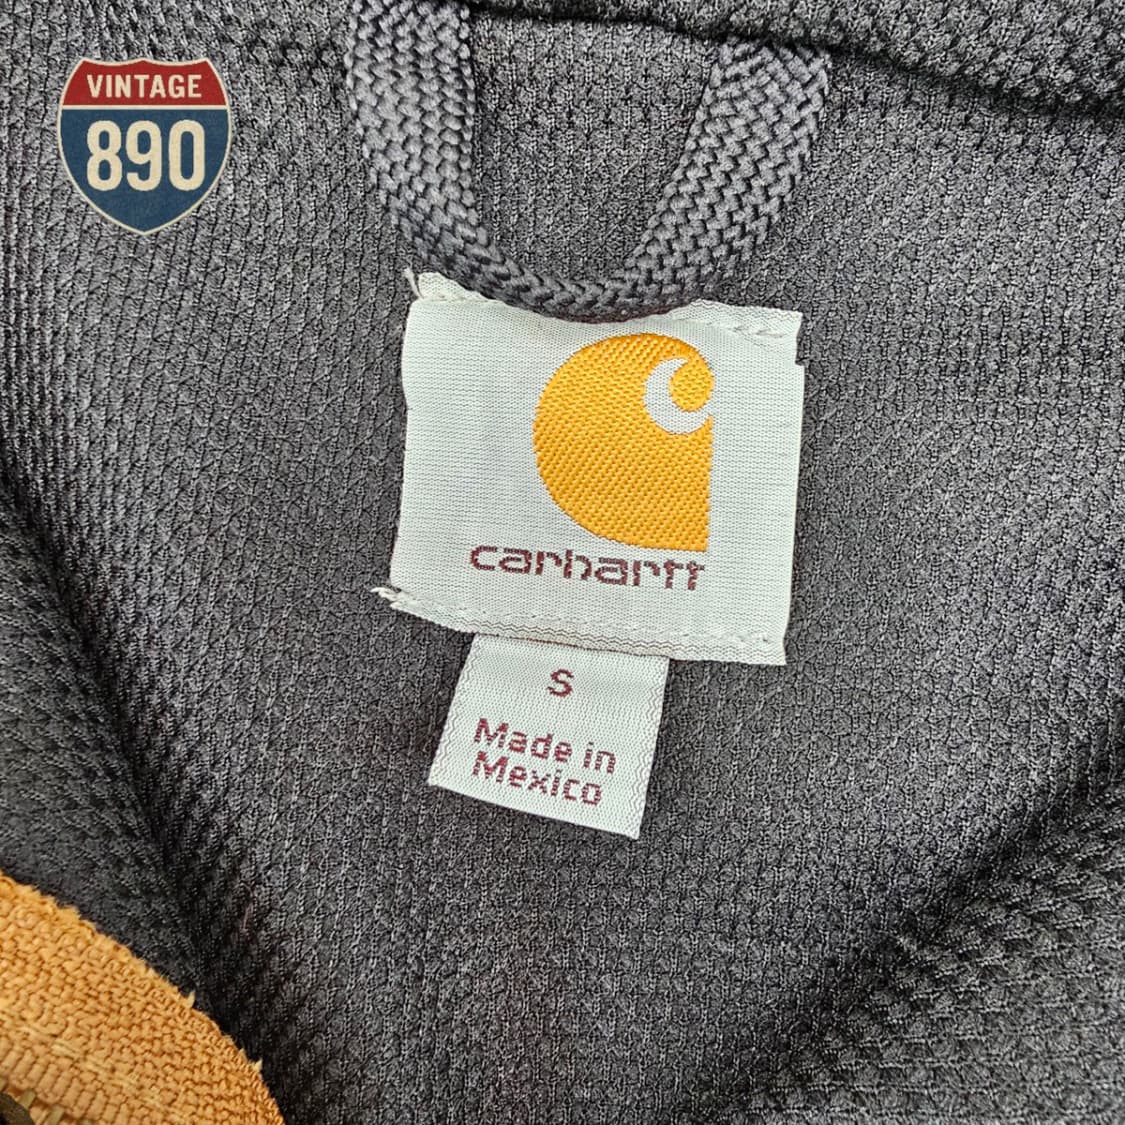 VINTAGE
890
carhartt
S
Made in
Mexico